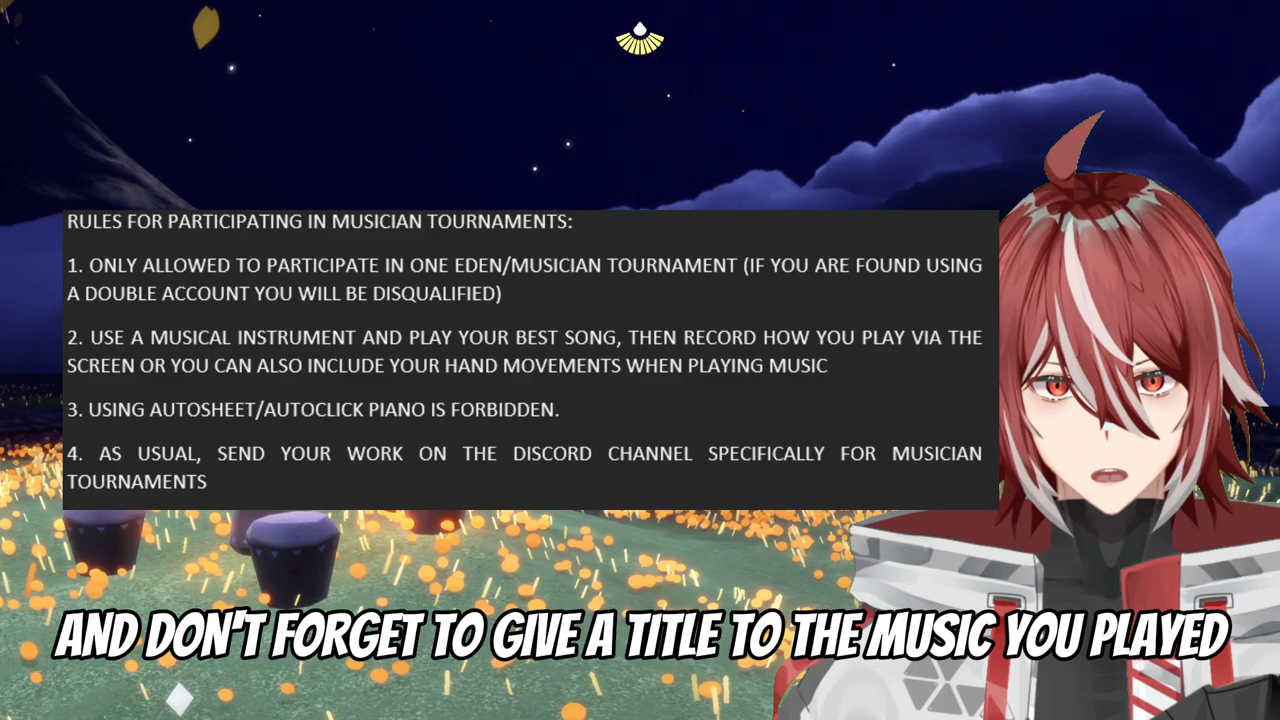 RULES FOR PARTICIPATING IN MUSICIAN TOURNAMENTS:
1. ONLY ALLOWED TO PARTICIPATE IN ONE EDEN/MUSICIAN TOURNAMENT (IF YOU ARE FOUND USING
A DOUBLE ACCOUNT YOU WILL BE DISQUALIFIED)
2. USE A MUSICAL INSTRUMENT AND PLAY YOUR BEST SONG, THEN RECORD HOW YOU PLAY VIA THE
SCREEN OR YOU CAN ALSO INCLUDE YOUR HAND MOVEMENTS WHEN PLAYING MUSIC
3. USING AUTOSHEET/AUTOCLICK PIANO IS FORBIDDEN.
4. AS USUAL, SEND YOUR WORK ON THE DISCORD CHANNEL SPECIFICALLY FOR MUSICIAN
TOURNAMENTS
AND DON'T FORGET TO GIVE A TITLE TO THE MUSIC YOU PLAYED